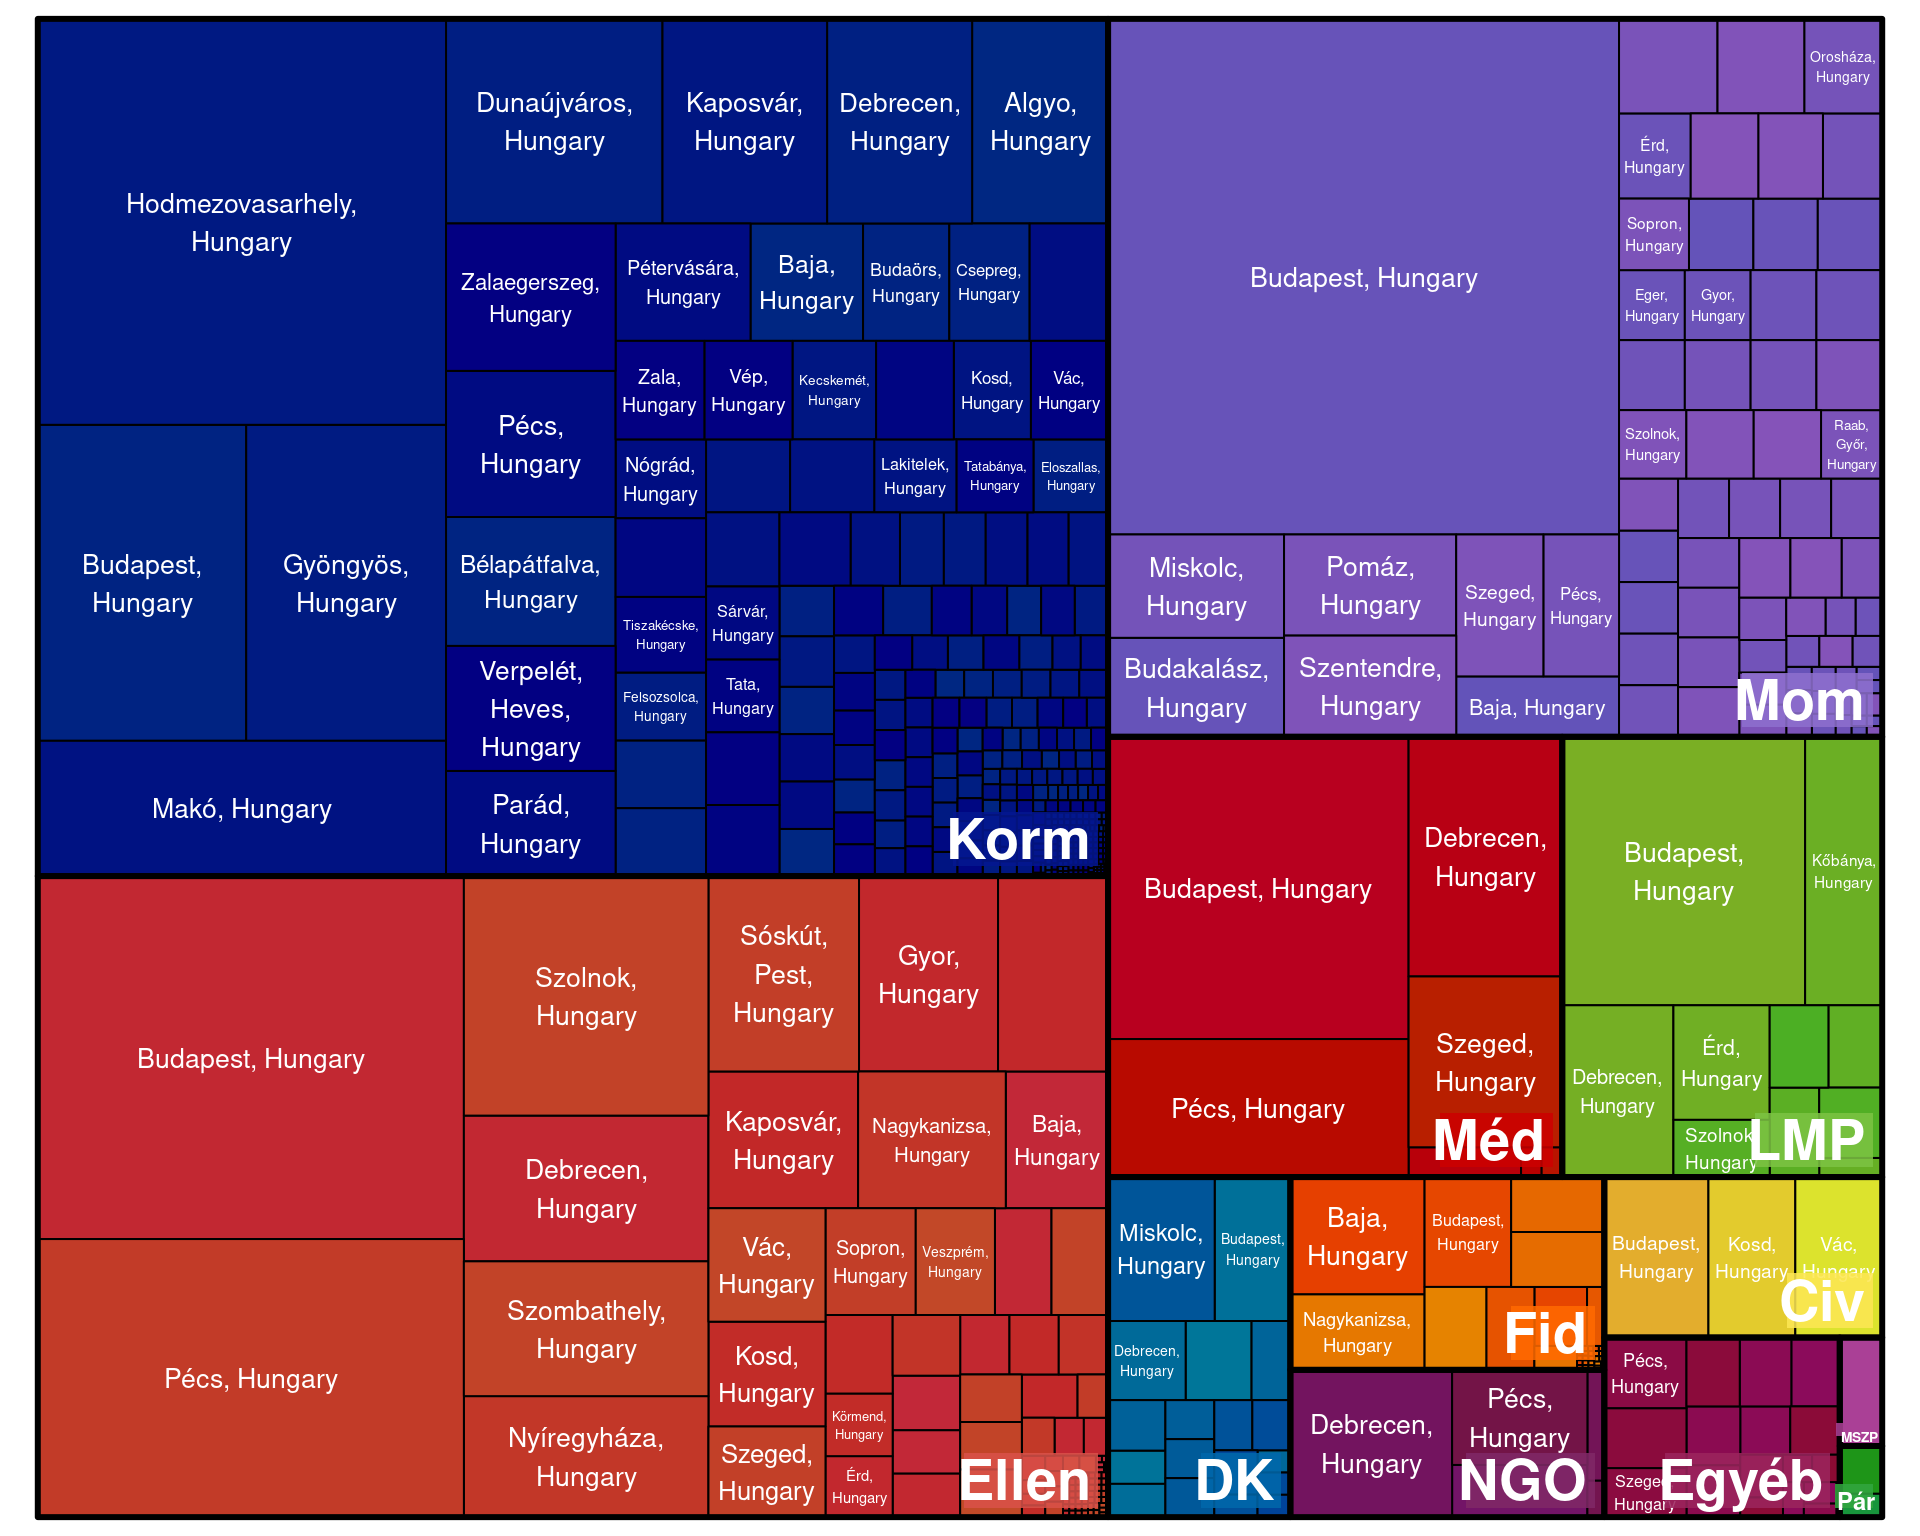 Hodmezovasarhely,
Hungary
Budapest,
Hungary
Gyöngyös,
Hungary
Makó, Hungary
Dunaújváros,
Hungary
Kaposvár,
Hungary
Debrecen,
Hungary
Algyo,
Hungary
Zalaegerszeg,
Hungary
Pécs,
Hungary
Bélapátfalva,
Hungary
Verpelét,
Heves,
Hungary
Parád,
Hungary
Pétervására,
Hungary
Baja,
Hungary
Budaörs,
Hungary
Csepreg,
Hungary
Zala,
Hungary
Vép,
Hungary
Kecskemét,
Hungary
Kosd,
Hungary
Vác,
Hungary
Nógrád,
Hungary
Lakitelek,
Hungary
Tatabánya,
Hungary
Eloszallas,
Hungary
Tiszakécske,
Hungary
Sárvár,
Hungary
Felsozsolca,
Hungary
Tata,
Hungary
Korm
Budapest, Hungary
Orosháza,
Hungary
Érd,
Hungary
Sopron,
Hungary
Eger,
Hungary
Gyor,
Hungary
Szolnok,
Hungary
Raab,
Győr,
Hungary
Miskolc,
Hungary
Pomáz,
Hungary
Szeged,
Hungary
Pécs,
Hungary
Budakalász,
Hungary
Szentendre,
Hungary
Baja, Hungary
Mom
Budapest, Hungary
Pécs, Hungary
Szolnok,
Hungary
Debrecen,
Hungary
Szombathely,
Hungary
Nyíregyháza,
Hungary
Sóskút,
Pest,
Hungary
Gyor,
Hungary
Kaposvár,
Hungary
Nagykanizsa,
Hungary
Baja,
Hungary
Vác,
Hungary
Sopron,
Hungary
Veszprém,
Hungary
Kosd,
Hungary
Körmend,
Hungary
Szeged,
Hungary
Érd,
Hungary
Ellen
Budapest, Hungary
Pécs, Hungary
Debrecen,
Hungary
Szeged,
Hungary
Méd
Budapest,
Hungary
Kőbánya,
Hungary
Debrecen,
Hungary
Érd,
Hungary
Szolnok,
Hungary
LMP
Miskolc,
Hungary
Budapest,
Hungary
Debrecen,
Hungary
DK
Baja,
Hungary
Budapest,
Hungary
Nagykanizsa,
Hungary
Fid
Budapest,
Hungary
Kosd,
Hungary
Vác,
Hungary
Civ
Debrecen,
Hungary
Pécs,
Hungary
NGO
Pécs,
Hungary
Szeged,
Hungary
Egyéb
MSZP
Pár